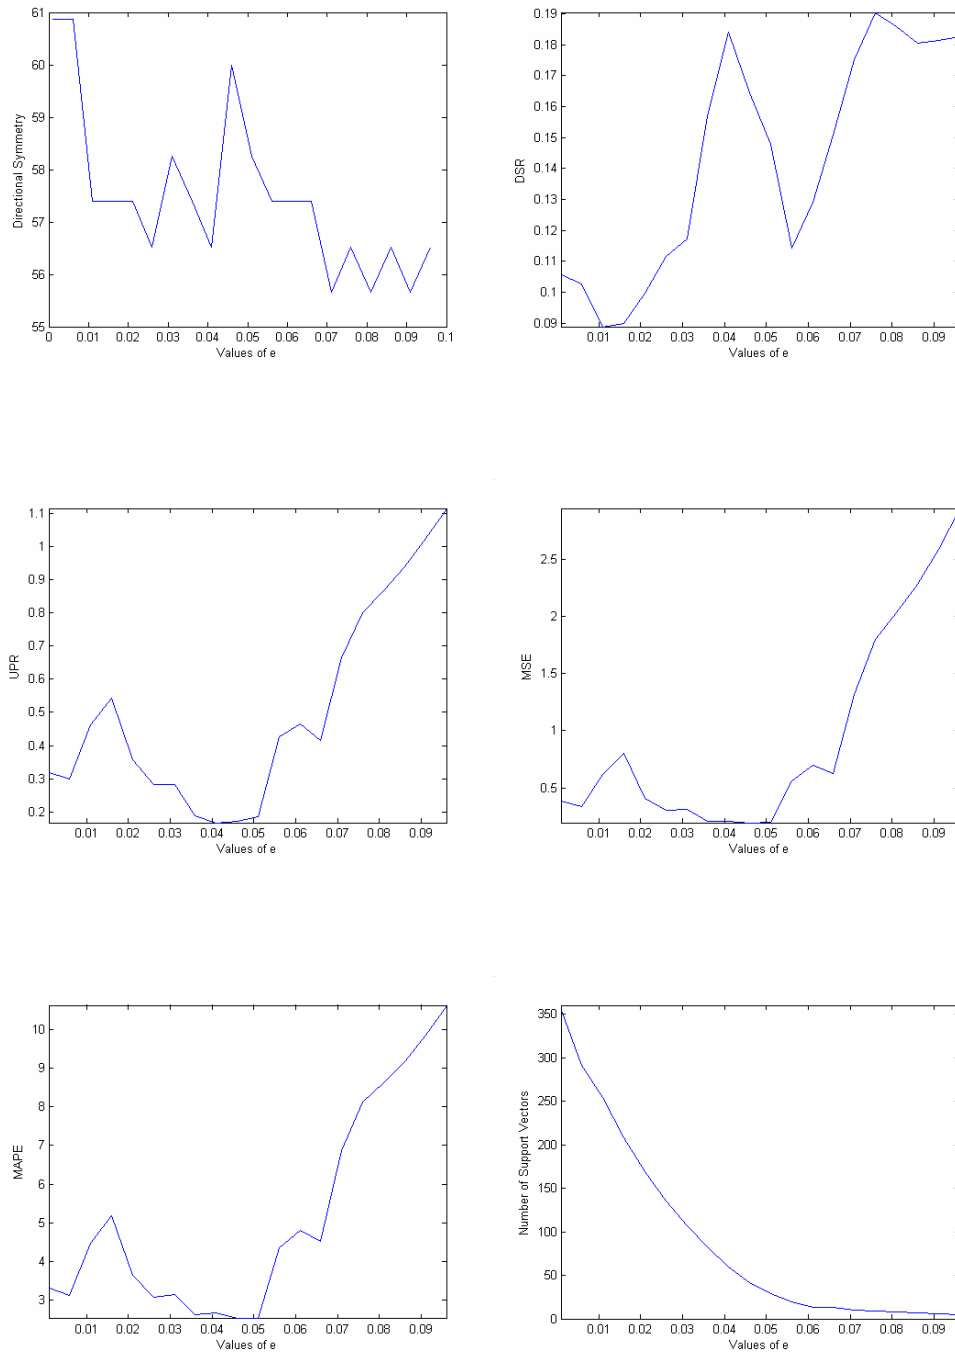 61
60
59
58
57
56
55
Directional Symmetry
0 0.01 0.02 0.03 0.04 0.05 0.06 0.07 0.08 0.09 0.1
Values of e
0.19
0.18
0.17
0.16
0.15
0.14
0.13
0.12
0.11
0.1
0.09
DSR
0.01 0.02 0.03 0.04 0.05 0.06 0.07 0.08 0.09
Values of e
1.1
1
0.9
0.8
0.7
0.6
0.5
0.4
0.3
0.2
UPR
0.01 0.02 0.03 0.04 0.05 0.06 0.07 0.08 0.09
Values of e
2.5
2
1.5
1
0.5
MSE
0.01 0.02 0.03 0.04 0.05 0.06 0.07 0.08 0.09
Values of e
10
9
8
7
6
5
4
3
MAPE
0.01 0.02 0.03 0.04 0.05 0.06 0.07 0.08 0.09
Values of e
350
300
250
200
150
100
50
0
Number of Support Vectors
0.01 0.02 0.03 0.04 0.05 0.06 0.07 0.08 0.09
Values of e